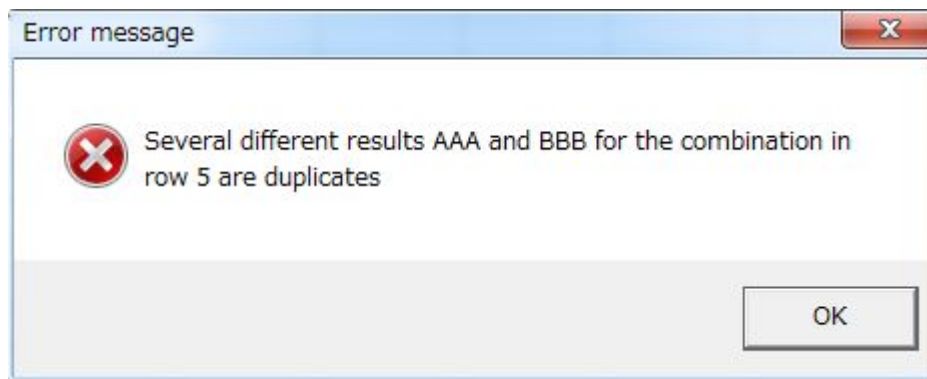 Error message
Several different results AAA and BBB for the combination in
row 5 are duplicates
OK